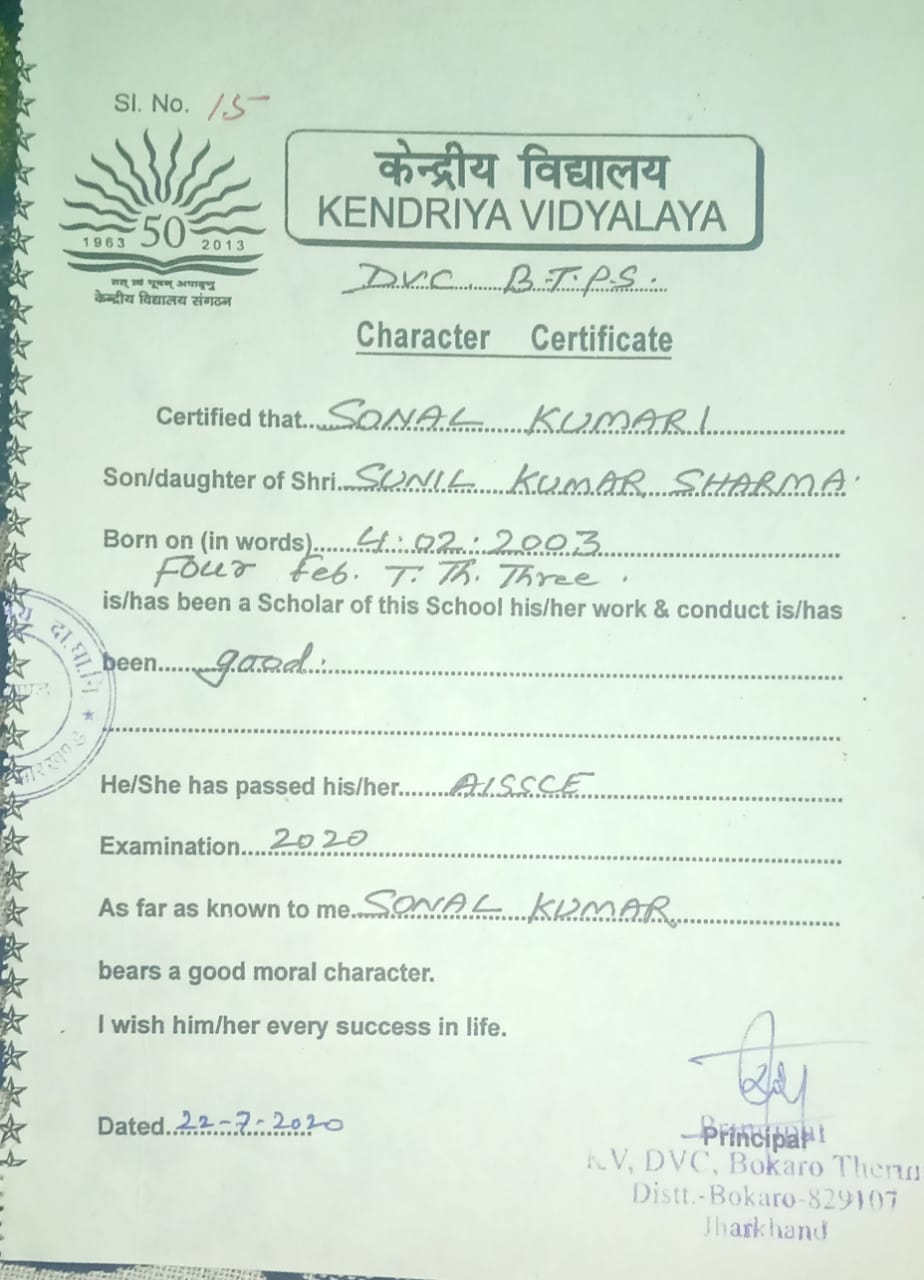 Sl. No. 15
केन्द्रीय विद्यालय
KENDRIYA VIDYALAYA
1963 50 2013
तत् त्वं पूषन् अपावृणु
केन्द्रीय विद्यालय संगठन
DVC B.T.P.S.
Character Certificate
Certified that SONAL KUMARI
Son/daughter of Shri SUNIL KUMAR SHARMA
Born on (in words) 4.02.2003
Four Feb. T. Th. Three.
is/has been a Scholar of this School his/her work & conduct is/has
been good.
He/She has passed his/her AISSCE
Examination 2020
As far as known to me SONAL KUMAR
bears a good moral character.
I wish him/her every success in life.
Dated 22-7-2020
Principal
Principal
KV, DVC, Bokaro Therm
Distt.-Bokaro-829107
Jharkhand